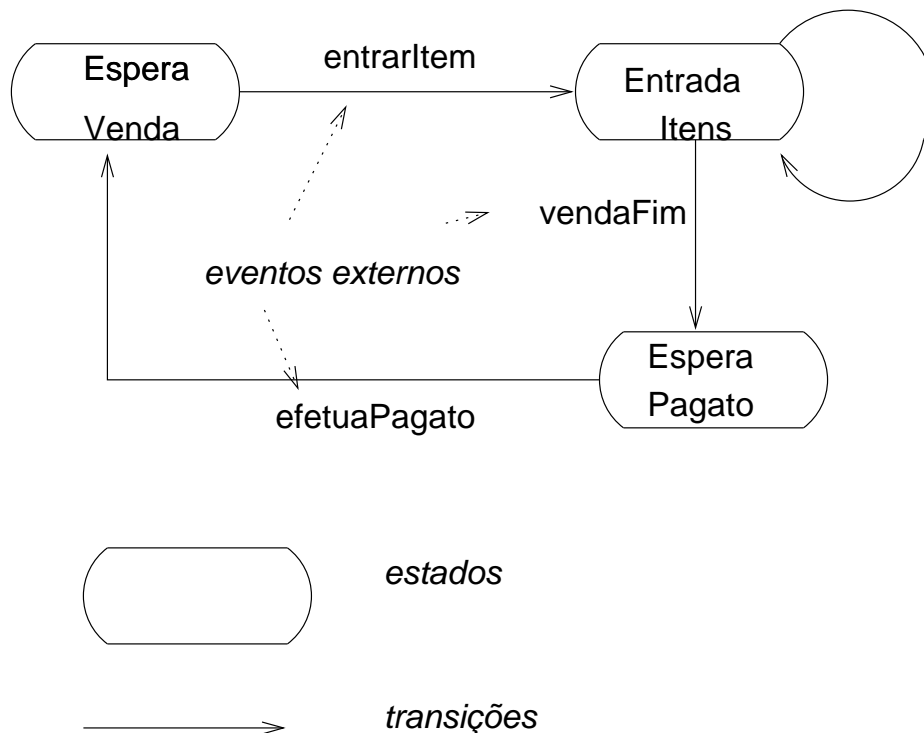 Espera
Venda
entrarItem
Entrada
Itens
vendaFim
eventos externos
Espera
Pagato
efetuaPagato
estados
transições